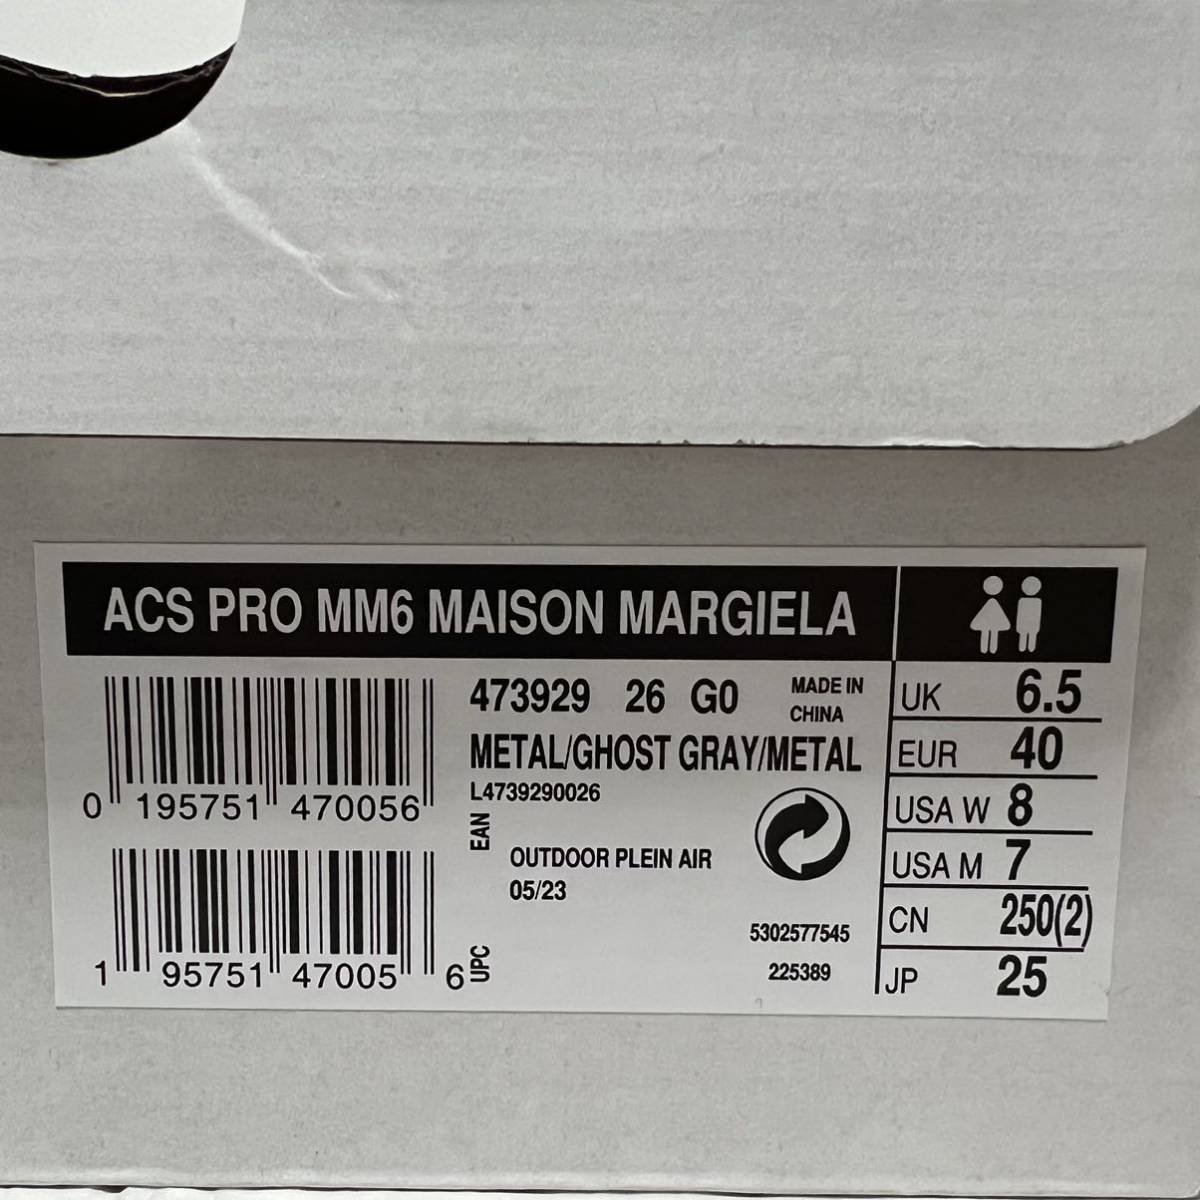 ACS PRO MM6 MAISON MARGIELA
473929 26 G0
MADE IN
CHINA
METAL/GHOST GRAY/METAL
L4739290026
0 195751 470056
EAN
OUTDOOR PLEIN AIR
05/23
1 95751 47005 6
UPC
5302577545
225389
UK 6.5
EUR 40
USA W 8
USA M 7
CN 250(2)
JP 25